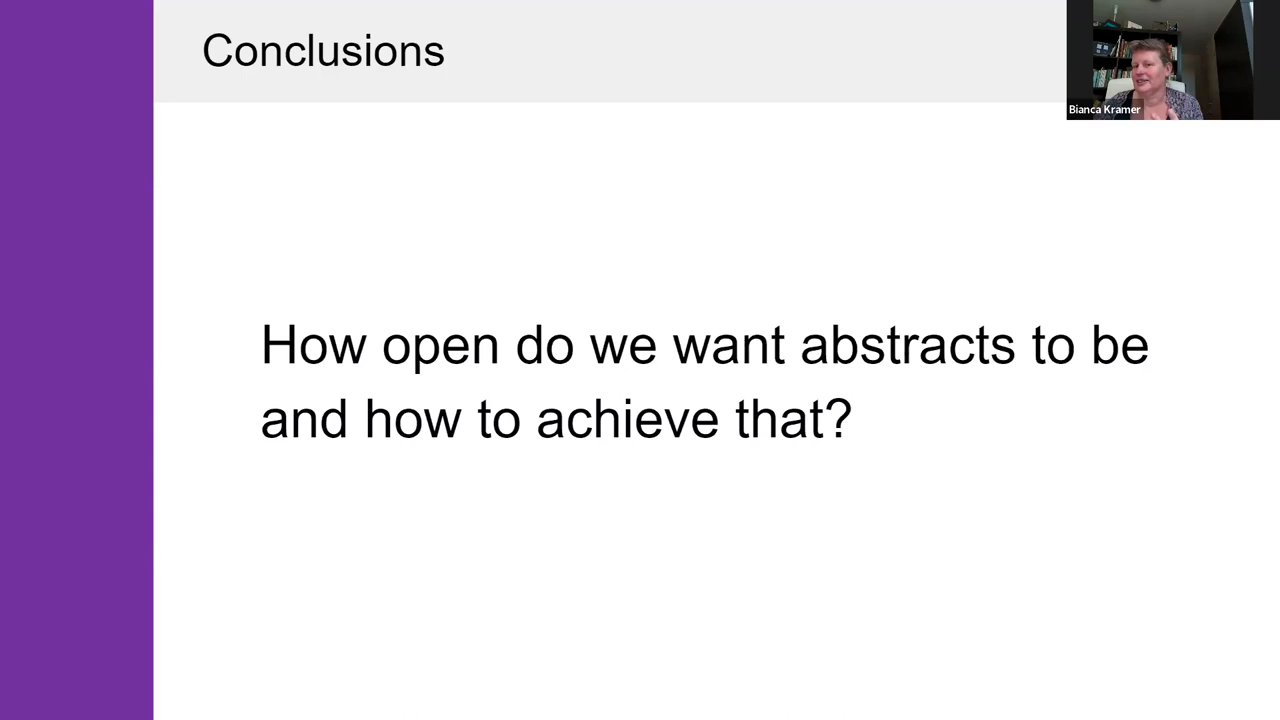 Conclusions
Bianca Kramer
How open do we want abstracts to be
and how to achieve that?